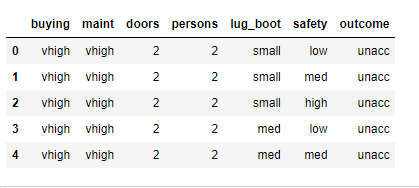 buying maint doors persons lug_boot safety outcome
0 vhigh vhigh 2 2 small low unacc
1 vhigh vhigh 2 2 small med unacc
2 vhigh vhigh 2 2 small high unacc
3 vhigh vhigh 2 2 med low unacc
4 vhigh vhigh 2 2 med med unacc